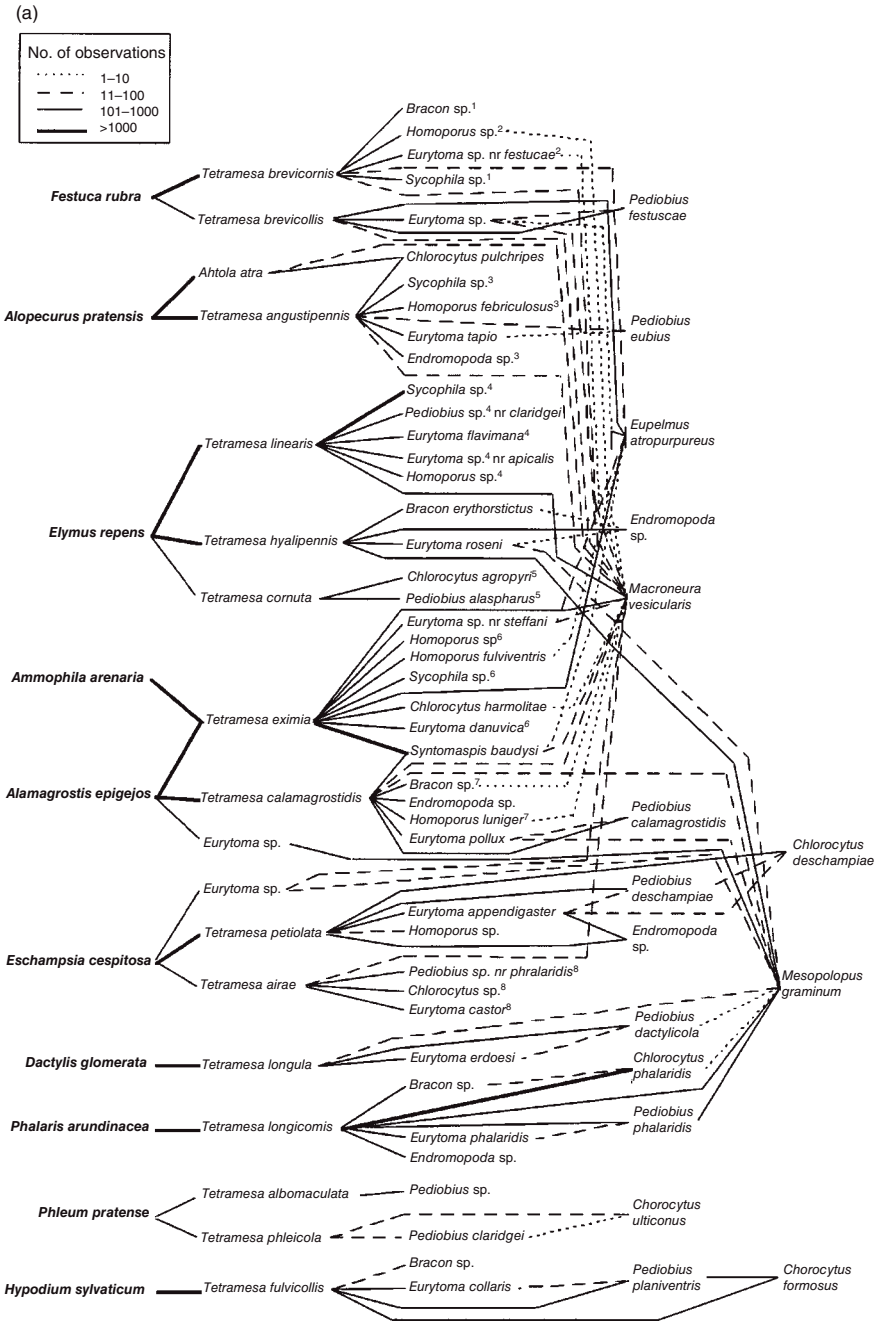 (a)
No. of observations
1–10
11–100
101–1000
>1000
Bracon sp.¹
Homoporus sp.²
Eurytoma sp. nr festucae²
Tetramesa brevicornis
Sycophila sp.¹
Festuca rubra
Pediobius
festuscae
Tetramesa brevicollis
Eurytoma sp.
Chlorocytus pulchripes
Ahtola atra
Sycophila sp.³
Homoporus febriculosus³
Alopecurus pratensis
Tetramesa angustipennis
Pediobius
eubius
Eurytoma tapio
Endromopoda sp.³
Sycophila sp.⁴
Pediobius sp.⁴ nr claridgei
Eupelmus
atropurpureus
Tetramesa linearis
Eurytoma flavimana⁴
Eurytoma sp.⁴ nr apicalis
Homoporus sp.⁴
Bracon erythorstictus
Elymus repens
Endromopoda
sp.
Tetramesa hyalipennis
Eurytoma roseni
Chlorocytus agropyri⁵
Tetramesa cornuta
Pediobius alaspharus⁵
Macroneura
vesicularis
Eurytoma sp. nr steffani
Homoporus sp⁶
Homoporus fulviventris
Ammophila arenaria
Sycophila sp.⁶
Chlorocytus harmolitae
Tetramesa eximia
Eurytoma danuvica⁶
Syntomaspis baudysi
Bracon sp.⁷
Alamagrostis epigejos
Tetramesa calamagrostidis
Endromopoda sp.
Homoporus luniger⁷
Pediobius
calamagrostidis
Eurytoma pollux
Eurytoma sp.
Chlorocytus
deschampiae
Eurytoma sp.
Pediobius
deschampiae
Eurytoma appendigaster
Tetramesa petiolata
Homoporus sp.
Endromopoda
sp.
Eschampsia cespitosa
Pediobius sp. nr phralaridis⁸
Tetramesa airae
Chlorocytus sp.⁸
Mesopolopus
graminum
Eurytoma castor⁸
Pediobius
dactylicola
Dactylis glomerata
Tetramesa longula
Eurytoma erdoesi
Chlorocytus
phalaridis
Bracon sp.
Phalaris arundinacea
Tetramesa longicomis
Pediobius
phalaridis
Eurytoma phalaridis
Endromopoda sp.
Tetramesa albomaculata
Pediobius sp.
Phleum pratense
Chorocytus
ulticonus
Tetramesa phleicola
Pediobius claridgei
Bracon sp.
Hypodium sylvaticum
Tetramesa fulvicollis
Eurytoma collaris
Pediobius
planiventris
Chorocytus
formosus